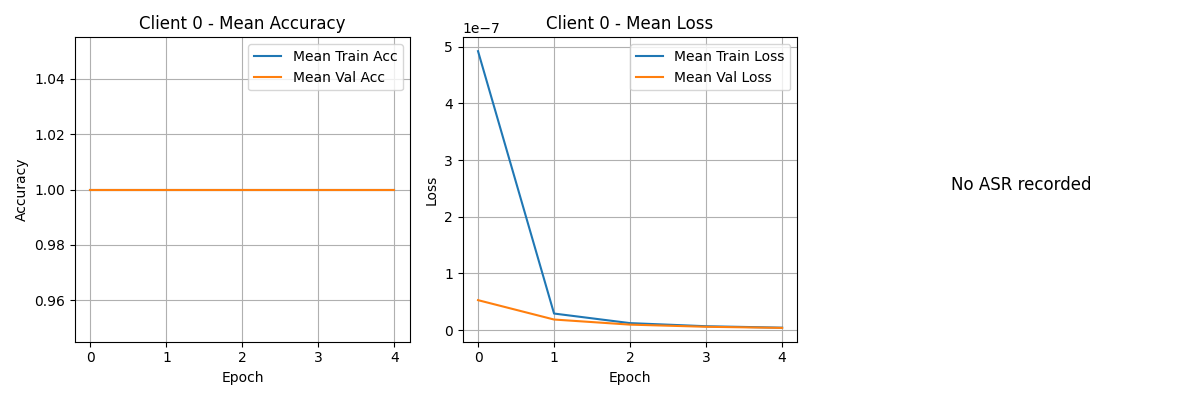 Client 0 - Mean Accuracy
Mean Train Acc
Mean Val Acc
1.04
1.02
1.00
0.98
0.96
Accuracy
0 1 2 3 4
Epoch
Client 0 - Mean Loss
1e−7
Mean Train Loss
Mean Val Loss
5
4
3
2
1
0
Loss
0 1 2 3 4
Epoch
No ASR recorded